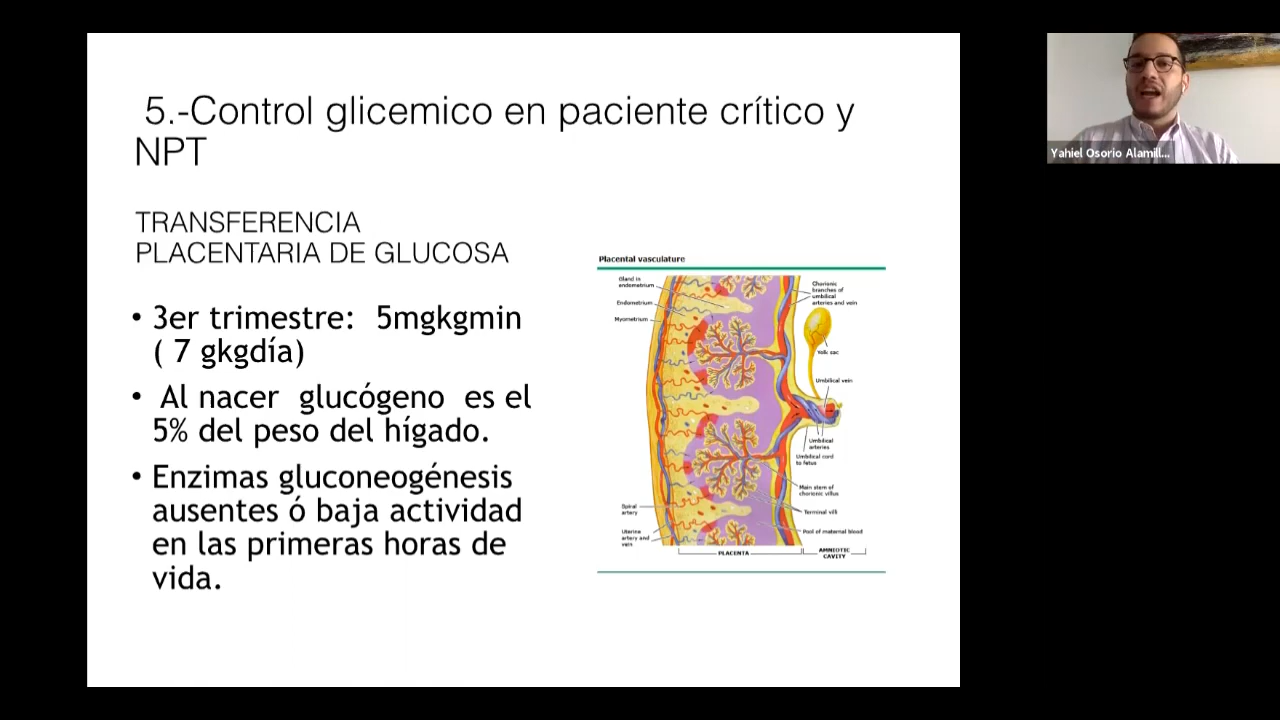 5.-Control glicemico en paciente crítico y
NPT
TRANSFERENCIA
PLACENTARIA DE GLUCOSA
• 3er trimestre: 5mgkgmin
( 7 gkgdía)
• Al nacer glucógeno es el
5% del peso del hígado.
• Enzimas gluconeogénesis
ausentes ó baja actividad
en las primeras horas de
vida.
Placental vasculature
Gland in
endometrium
Endometrium
Myometrium
Spiral
artery
Uterine
artery and
vein
Chorionic
branches of
umbilical
arteries and vein
Yolk sac
Umbilical vein
Umbilical
arteries
Umbilical cord
to fetus
Main stem of
chorionic villus
Terminal villi
Pool of maternal blood
PLACENTA
AMNIOTIC
CAVITY
Yahiel Osorio Alamill...